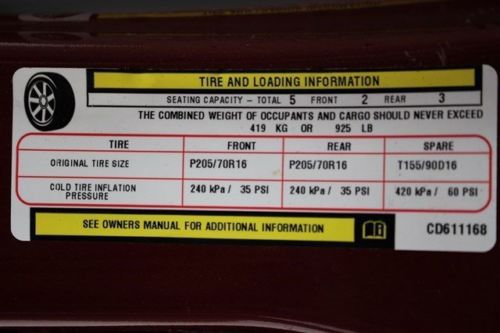 TIRE AND LOADING INFORMATION
SEATING CAPACITY - TOTAL 5 FRONT 2 REAR 3
THE COMBINED WEIGHT OF OCCUPANTS AND CARGO SHOULD NEVER EXCEED
419 KG OR 925 LB
TIRE FRONT REAR SPARE
ORIGINAL TIRE SIZE P205/70R16 P205/70R16 T155/90D16
COLD TIRE INFLATION PRESSURE 240 kPa / 35 PSI 240 kPa / 35 PSI 420 kPa / 60 PSI
SEE OWNERS MANUAL FOR ADDITIONAL INFORMATION CD611168